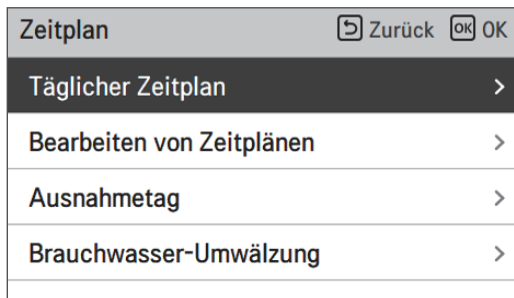 Zeitplan Zurück OK OK
Täglicher Zeitplan
Bearbeiten von Zeitplänen
Ausnahmetag
Brauchwasser-Umwälzung